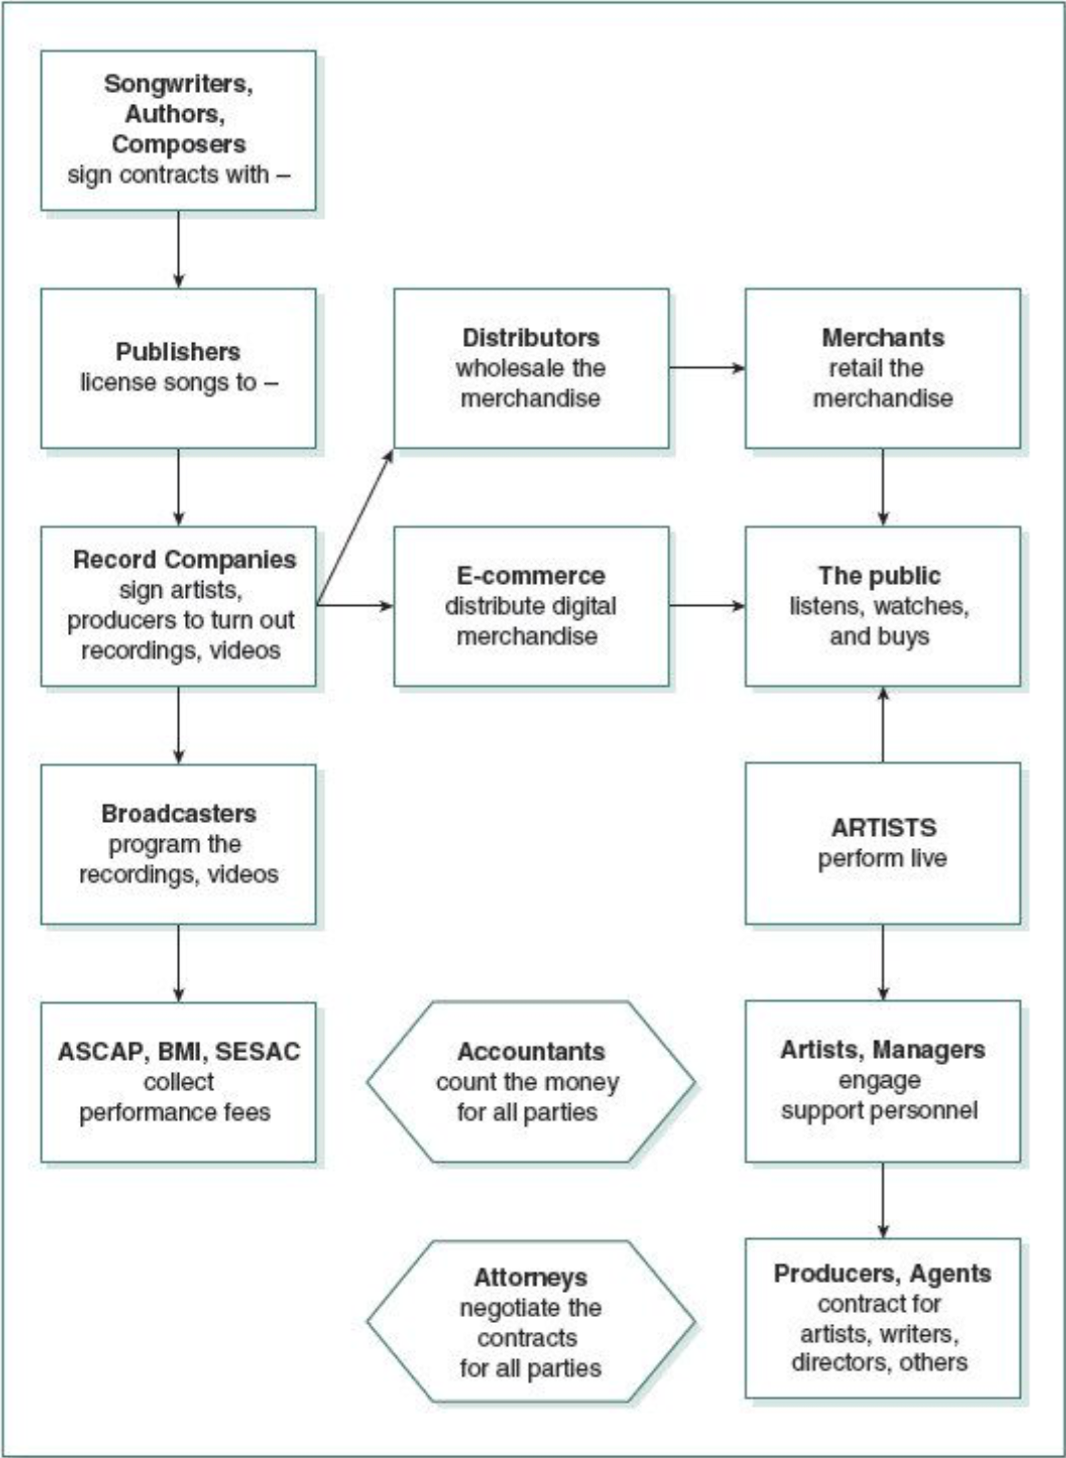 Songwriters,
Authors,
Composers
sign contracts with –
Publishers
license songs to –
Distributors
wholesale the
merchandise
Merchants
retail the
merchandise
Record Companies
sign artists,
producers to turn out
recordings, videos
E-commerce
distribute digital
merchandise
The public
listens, watches,
and buys
Broadcasters
program the
recordings, videos
ARTISTS
perform live
ASCAP, BMI, SESAC
collect
performance fees
Accountants
count the money
for all parties
Artists, Managers
engage
support personnel
Attorneys
negotiate the
contracts
for all parties
Producers, Agents
contract for
artists, writers,
directors, others